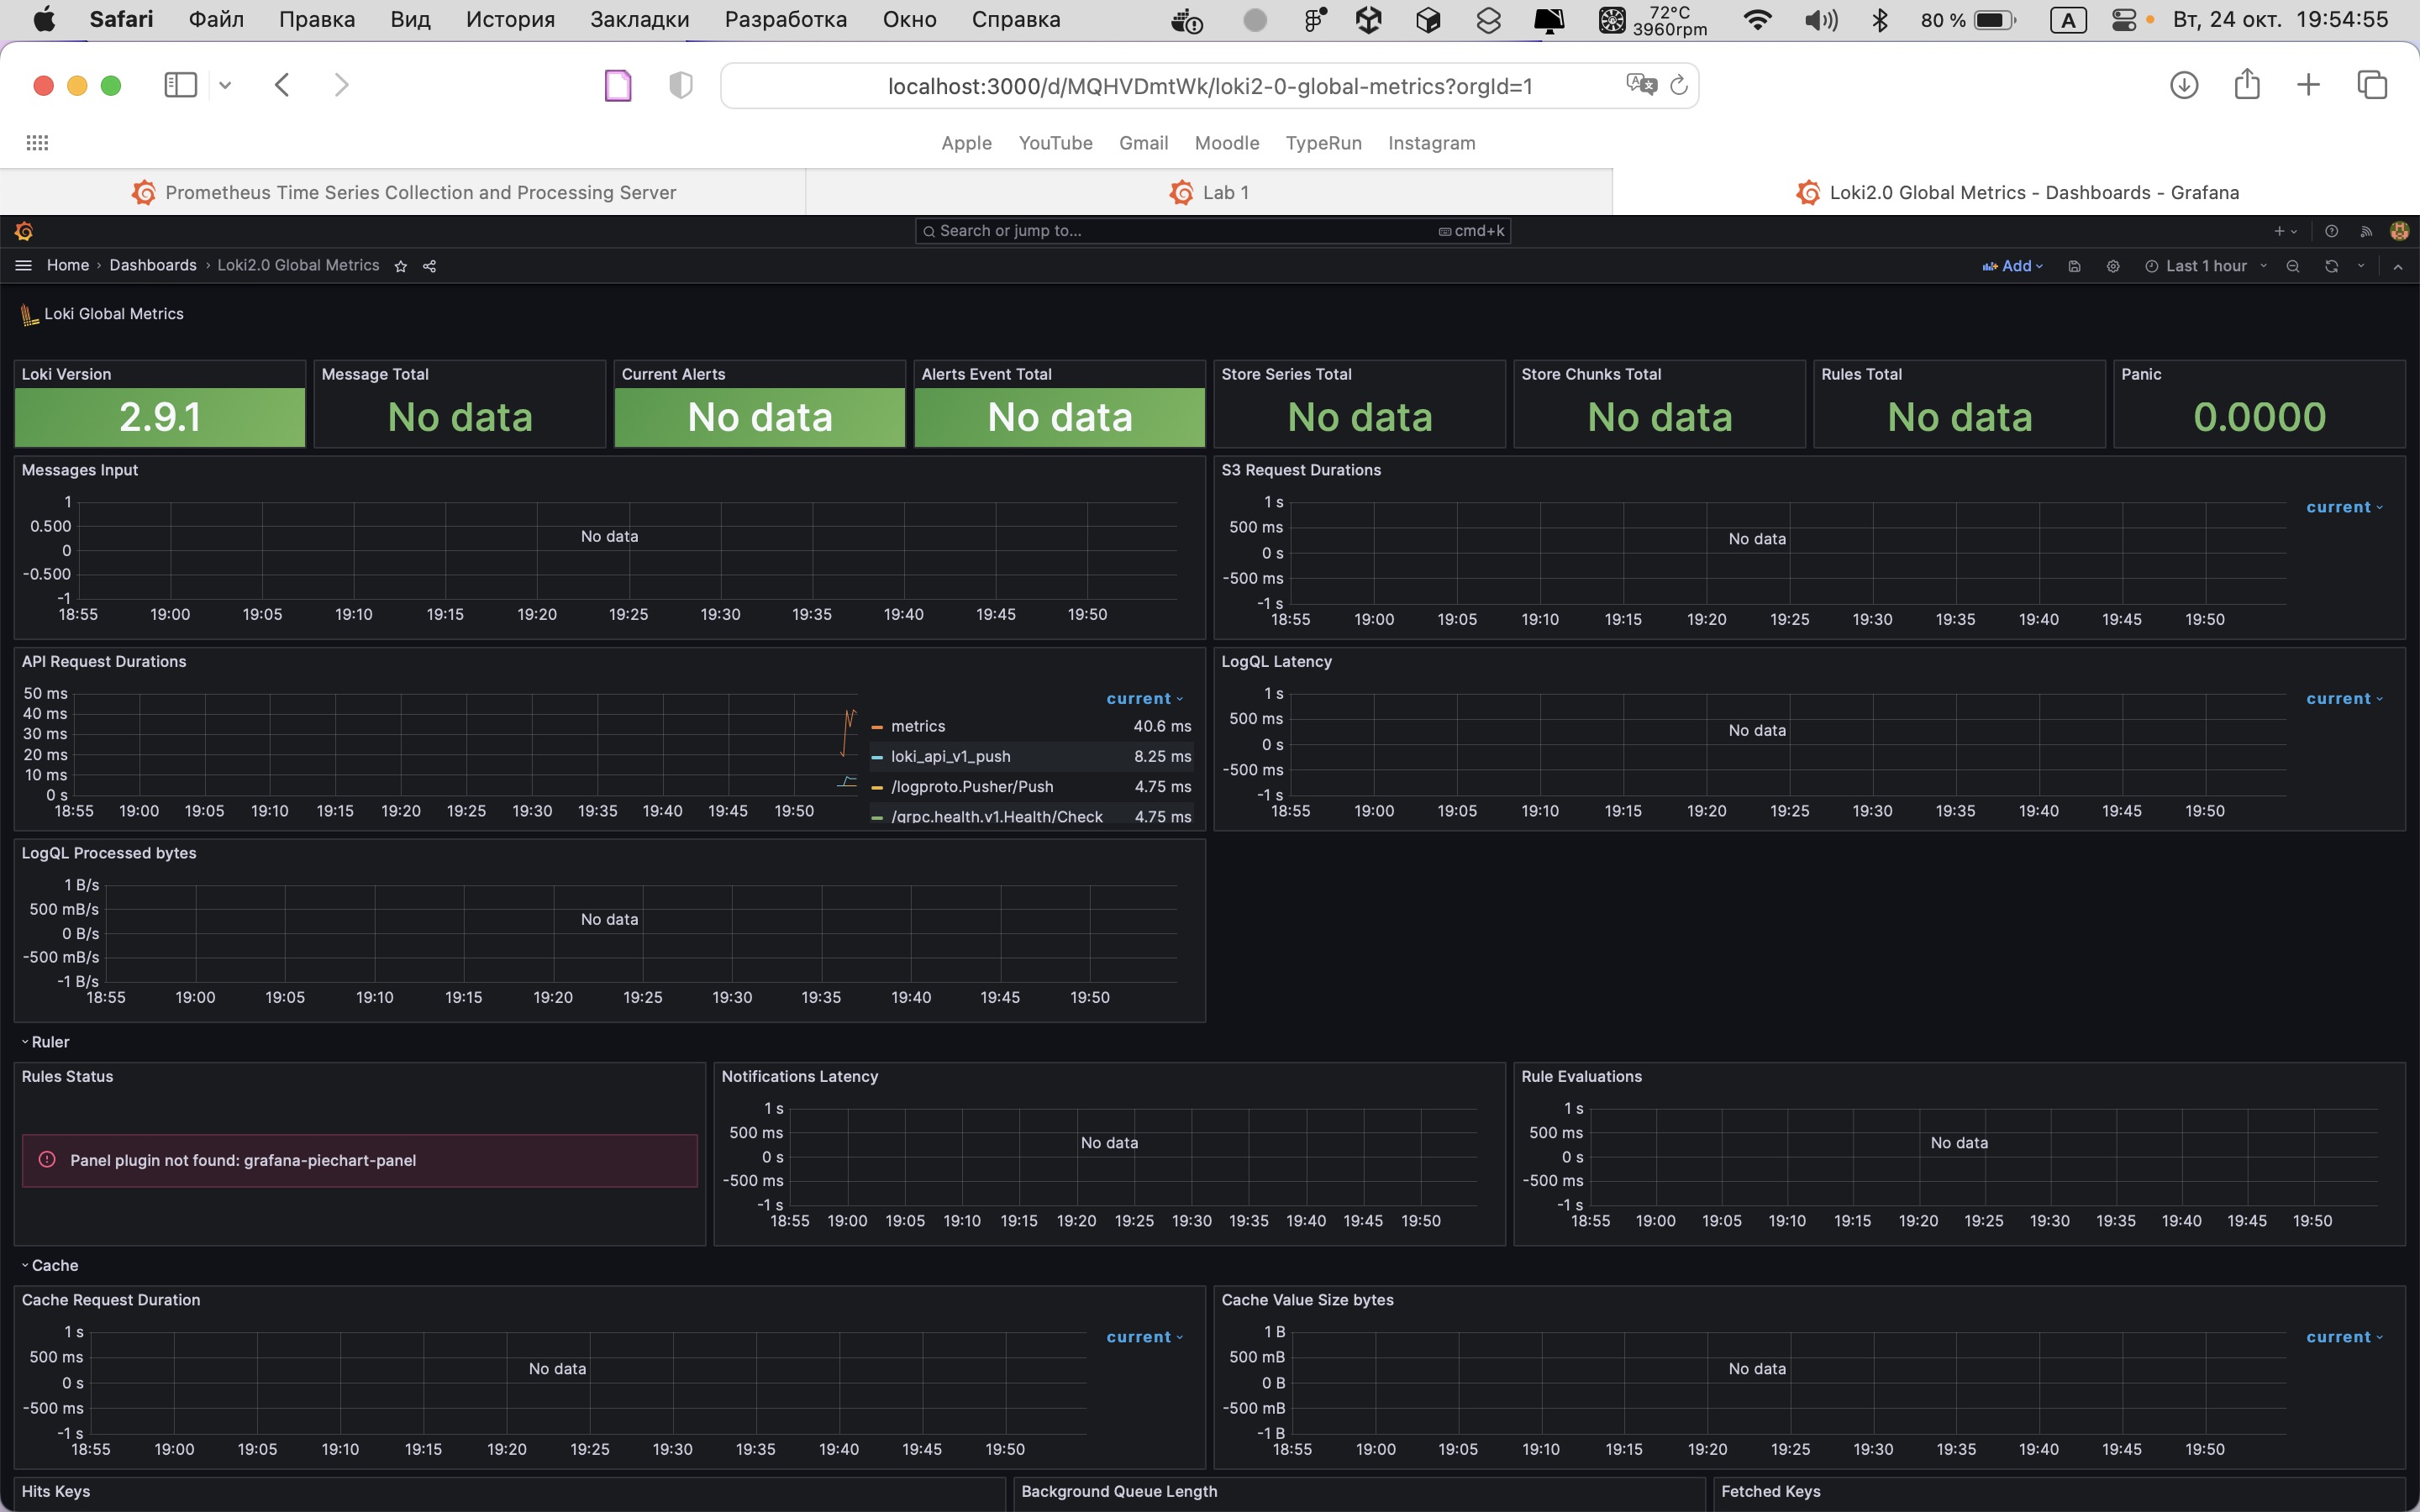 Safari Файл Правка Вид История Закладки Разработка Окно Справка 72°C 3960rpm 80 % A Вт, 24 окт. 19:54:55
localhost:3000/d/MQHVDmtWk/loki2-0-global-metrics?orgId=1
Apple YouTube Gmail Moodle TypeRun Instagram
Prometheus Time Series Collection and Processing Server Lab 1 Loki2.0 Global Metrics - Dashboards - Grafana
Search or jump to... cmd+k
Home › Dashboards › Loki2.0 Global Metrics Add Last 1 hour
Loki Global Metrics
Loki Version Message Total Current Alerts Alerts Event Total Store Series Total Store Chunks Total Rules Total Panic
2.9.1 No data No data No data No data No data No data 0.0000
Messages Input
1
0.500
0
-0.500
-1
No data
18:55 19:00 19:05 19:10 19:15 19:20 19:25 19:30 19:35 19:40 19:45 19:50
S3 Request Durations
1 s
500 ms
0 s
-500 ms
-1 s
No data
current
18:55 19:00 19:05 19:10 19:15 19:20 19:25 19:30 19:35 19:40 19:45 19:50
API Request Durations
50 ms
40 ms
30 ms
20 ms
10 ms
0 s
18:55 19:00 19:05 19:10 19:15 19:20 19:25 19:30 19:35 19:40 19:45 19:50
current
metrics 40.6 ms
loki_api_v1_push 8.25 ms
/logproto.Pusher/Push 4.75 ms
/grpc.health.v1.Health/Check 4.75 ms
LogQL Latency
1 s
500 ms
0 s
-500 ms
-1 s
No data
current
18:55 19:00 19:05 19:10 19:15 19:20 19:25 19:30 19:35 19:40 19:45 19:50
LogQL Processed bytes
1 B/s
500 mB/s
0 B/s
-500 mB/s
-1 B/s
No data
18:55 19:00 19:05 19:10 19:15 19:20 19:25 19:30 19:35 19:40 19:45 19:50
Ruler
Rules Status
Panel plugin not found: grafana-piechart-panel
Notifications Latency
1 s
500 ms
0 s
-500 ms
-1 s
No data
18:55 19:00 19:05 19:10 19:15 19:20 19:25 19:30 19:35 19:40 19:45 19:50
Rule Evaluations
1 s
500 ms
0 s
-500 ms
-1 s
No data
18:55 19:00 19:05 19:10 19:15 19:20 19:25 19:30 19:35 19:40 19:45 19:50
Cache
Cache Request Duration
1 s
500 ms
0 s
-500 ms
-1 s
No data
current
18:55 19:00 19:05 19:10 19:15 19:20 19:25 19:30 19:35 19:40 19:45 19:50
Cache Value Size bytes
1 B
500 mB
0 B
-500 mB
-1 B
No data
current
18:55 19:00 19:05 19:10 19:15 19:20 19:25 19:30 19:35 19:40 19:45 19:50
Hits Keys Background Queue Length Fetched Keys